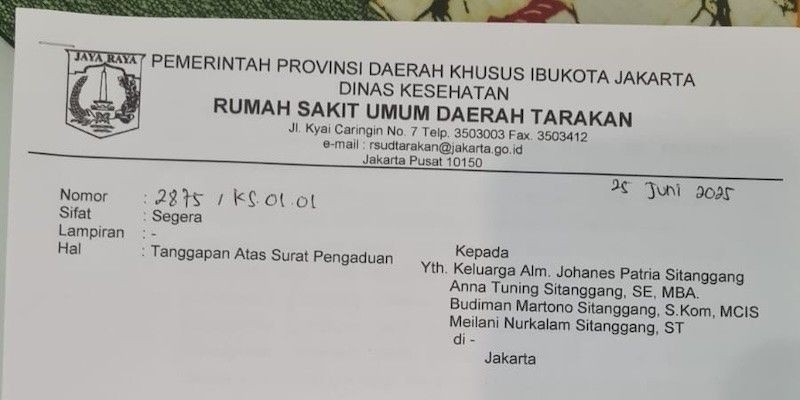 JAYA RAYA
PEMERINTAH PROVINSI DAERAH KHUSUS IBUKOTA JAKARTA
DINAS KESEHATAN
RUMAH SAKIT UMUM DAERAH TARAKAN
Jl. Kyai Caringin No. 7 Telp. 3503003 Fax. 3503412
e-mail : rsudtarakan@jakarta.go.id
Jakarta Pusat 10150
25 Juni 2025
Nomor : 2875 / KS.01.01
Sifat : Segera
Lampiran : -
Hal : Tanggapan Atas Surat Pengaduan
Kepada
Yth. Keluarga Alm. Johanes Patria Sitanggang
Anna Tuning Sitanggang, SE, MBA.
Budiman Martono Sitanggang, S.Kom, MCIS
Meilani Nurkalam Sitanggang, ST
di -
Jakarta